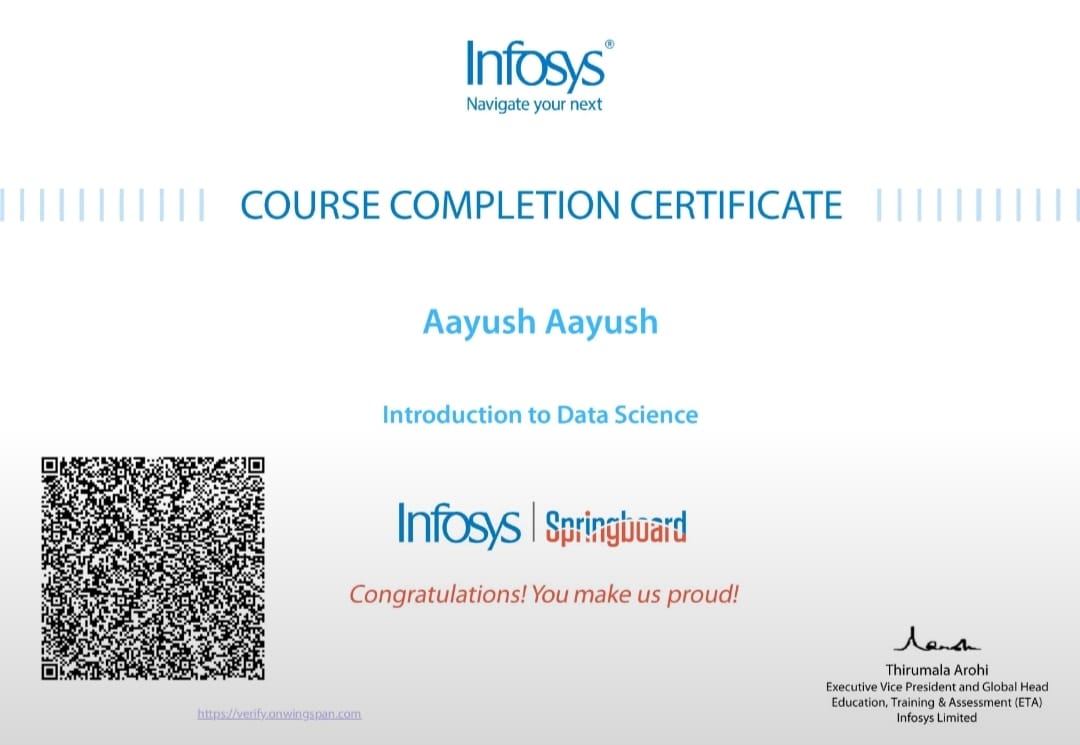 Infosys®
Navigate your next
COURSE COMPLETION CERTIFICATE
Aayush Aayush
Introduction to Data Science
Infosys | Springboard
Congratulations! You make us proud!
Thirumala Arohi
Executive Vice President and Global Head
Education, Training & Assessment (ETA)
Infosys Limited
https://verify.onwingspan.com